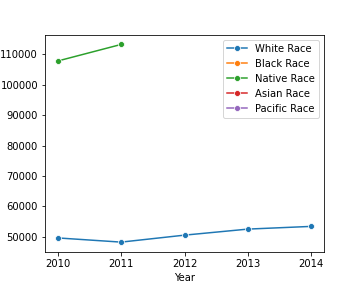 White Race
Black Race
Native Race
Asian Race
Pacific Race
110000
100000
90000
80000
70000
60000
50000
2010 2011 2012 2013 2014
Year